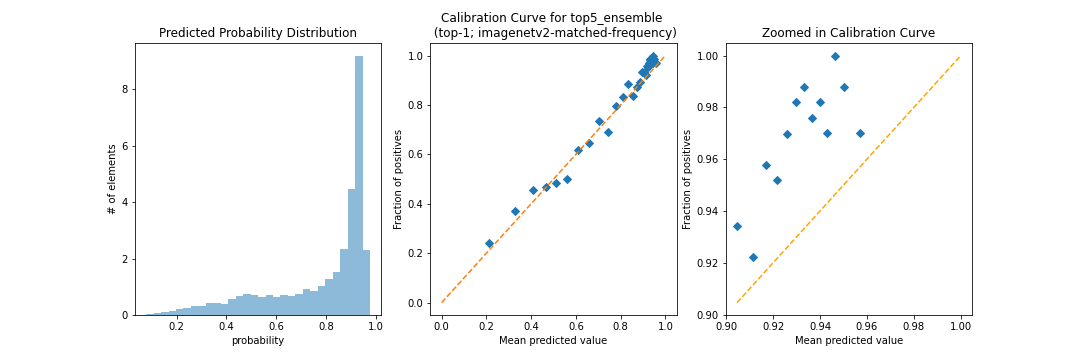 Predicted Probability Distribution
# of elements
8
6
4
2
0
0.2 0.4 0.6 0.8 1.0
probability
Calibration Curve for top5_ensemble
(top-1; imagenetv2-matched-frequency)
Fraction of positives
1.0
0.8
0.6
0.4
0.2
0.0
0.0 0.2 0.4 0.6 0.8 1.0
Mean predicted value
Zoomed in Calibration Curve
Fraction of positives
1.00
0.98
0.96
0.94
0.92
0.90
0.90 0.92 0.94 0.96 0.98 1.00
Mean predicted value